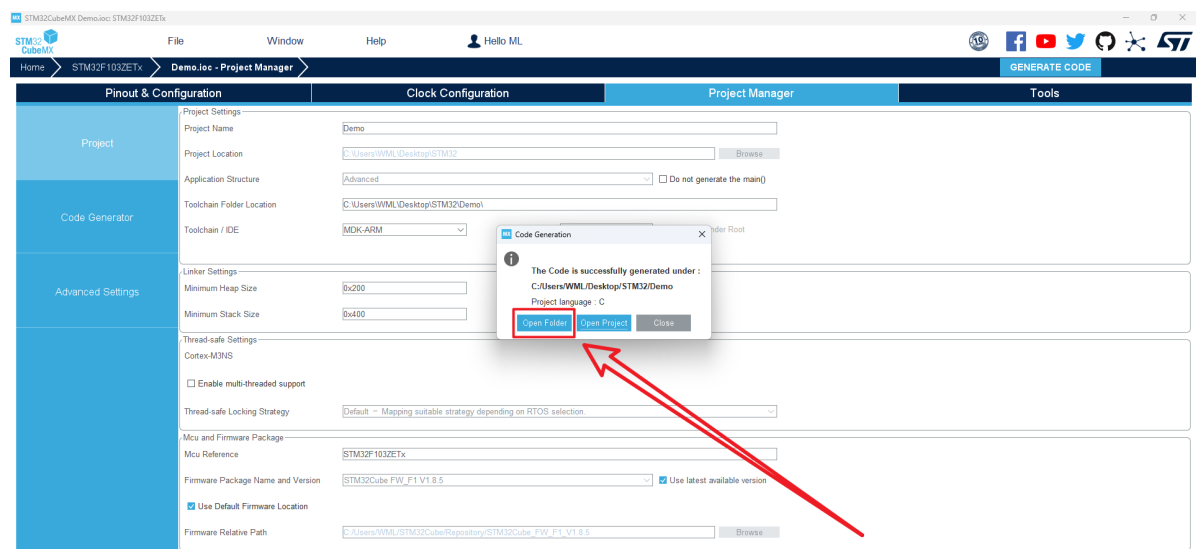 STM32CubeMX Demo.ioc: STM32F103ZETx
STM32
CubeMX
File Window Help Hello ML
Home STM32F103ZETx Demo.ioc - Project Manager GENERATE CODE
Pinout & Configuration Clock Configuration Project Manager Tools
Project
Code Generator
Advanced Settings
Project Settings
Project Name Demo
Project Location C:\Users\WML\Desktop\STM32 Browse
Application Structure Advanced Do not generate the main()
Toolchain Folder Location C:\Users\WML\Desktop\STM32\Demo\
Toolchain / IDE MDK-ARM nder Root
Linker Settings
Minimum Heap Size 0x200
Minimum Stack Size 0x400
Thread-safe Settings
Cortex-M3NS
Enable multi-threaded support
Thread-safe Locking Strategy Default - Mapping suitable strategy depending on RTOS selection.
Mcu and Firmware Package
Mcu Reference STM32F103ZETx
Firmware Package Name and Version STM32Cube FW_F1 V1.8.5 Use latest available version
Use Default Firmware Location
Firmware Relative Path C:/Users/WML/STM32Cube/Repository/STM32Cube_FW_F1_V1.8.5 Browse
MX Code Generation
The Code is successfully generated under :
C:/Users/WML/Desktop/STM32/Demo
Project language : C
Open Folder Open Project Close